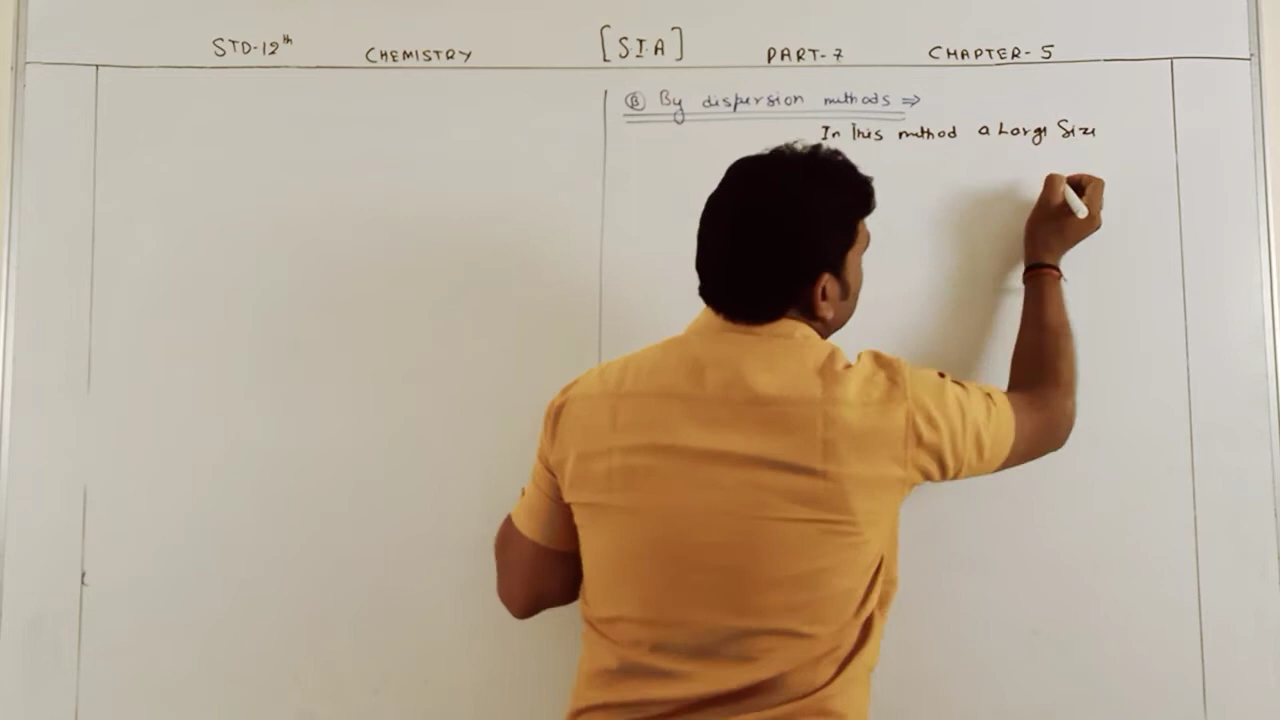 STD-12th CHEMISTRY [S.I.A] PART-7 CHAPTER-5
Ⓑ By dispersion methods ⇒
In this method a Large Size